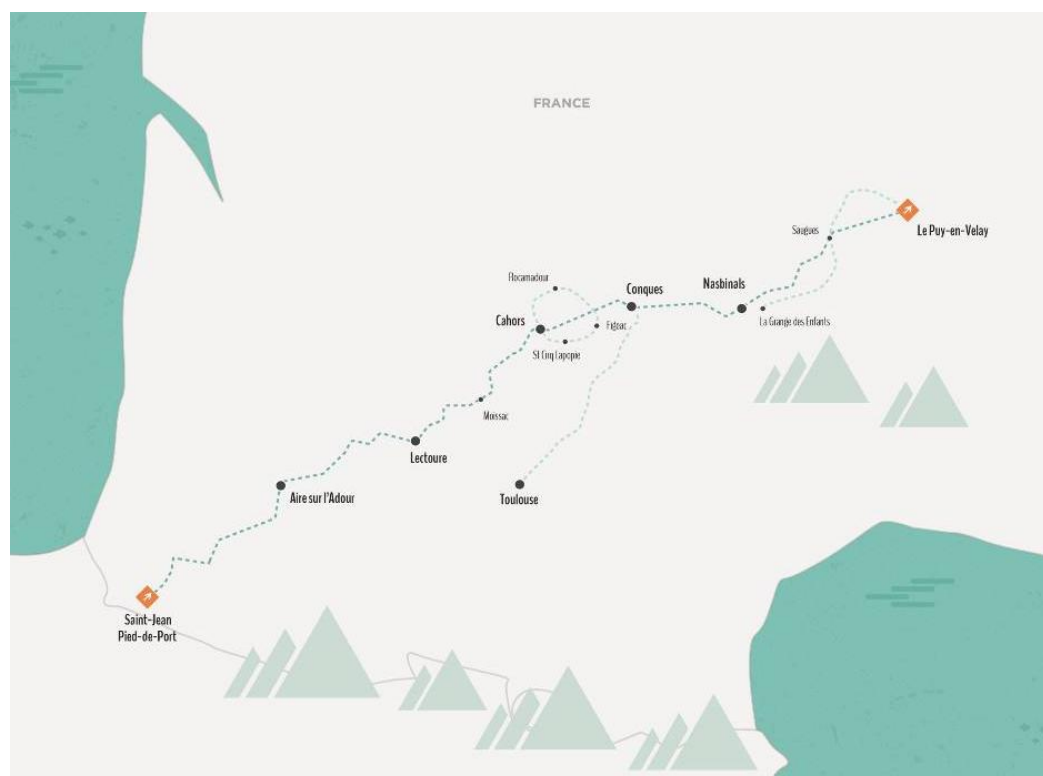 FRANCE
Le Puy-en-Velay
Saugues
Rocamadour
Conques
Nasbinals
La Grange des Enfants
Cahors
Figeac
St Cirq Lapopie
Moissac
Lectoure
Aire sur l'Adour
Toulouse
Saint-Jean
Pied-de-Port